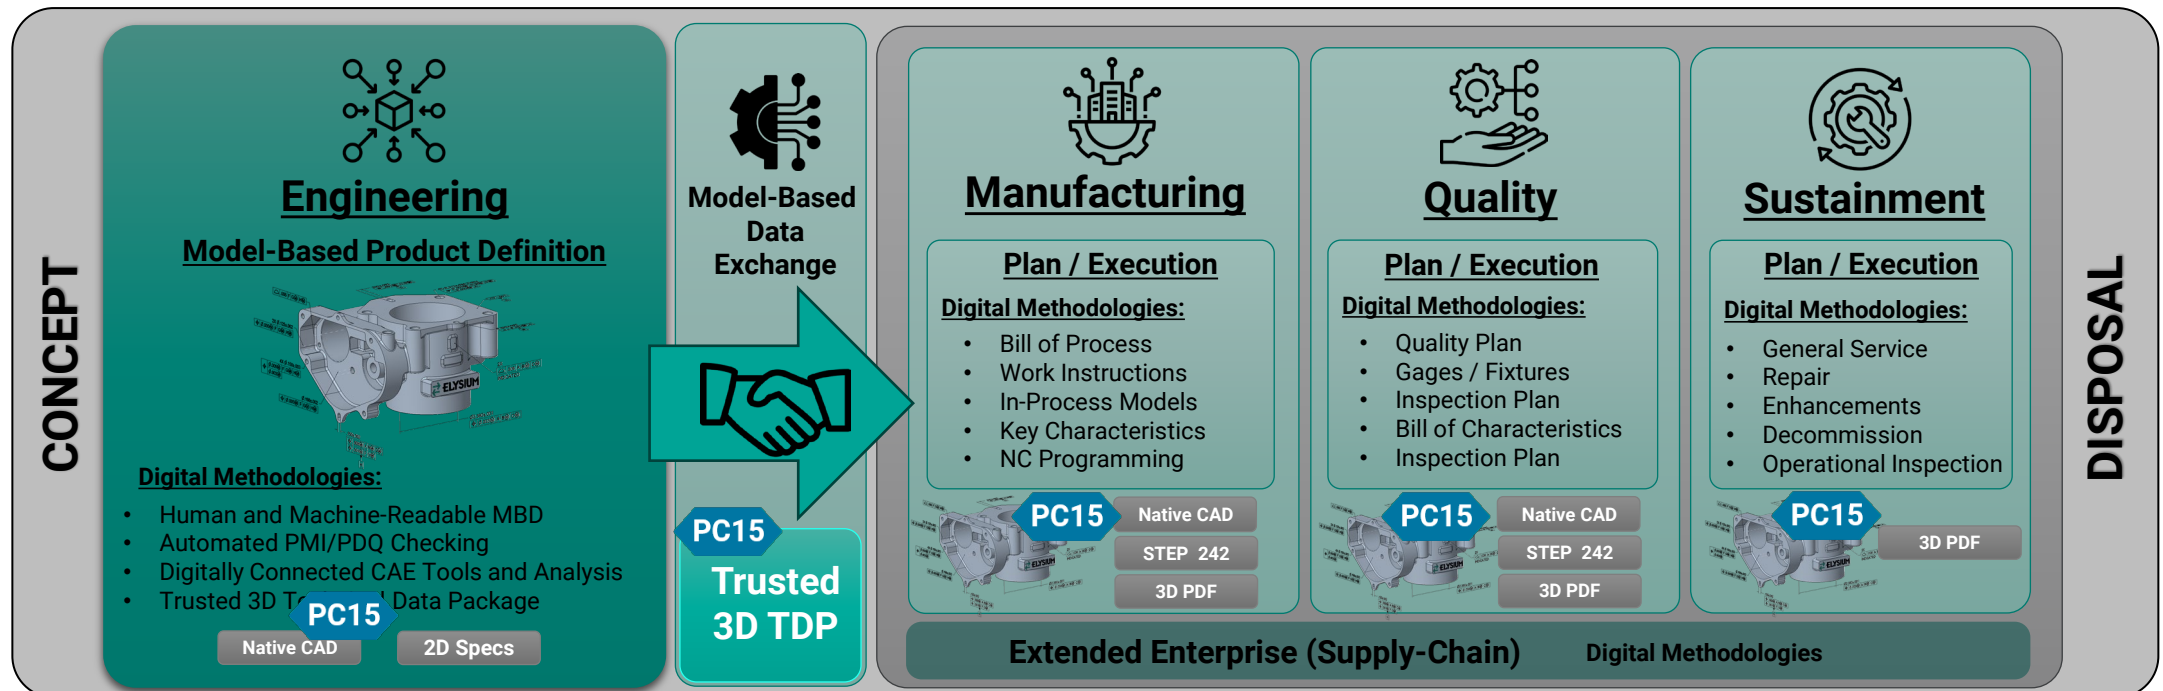 CONCEPT
Engineering
Model-Based Product Definition
ELYSIUM
Digital Methodologies:
• Human and Machine-Readable MBD
• Automated PMI/PDQ Checking
• Digitally Connected CAE Tools and Analysis
• Trusted 3D Data Package
PC15
Native CAD
2D Specs
Model-Based
Data
Exchange
PC15
Trusted
3D TDP
Manufacturing
Plan / Execution
Digital Methodologies:
• Bill of Process
• Work Instructions
• In-Process Models
• Key Characteristics
• NC Programming
PC15
Native CAD
STEP 242
3D PDF
ELYSIUM
Quality
Plan / Execution
Digital Methodologies:
• Quality Plan
• Gages / Fixtures
• Inspection Plan
• Bill of Characteristics
• Inspection Plan
PC15
Native CAD
STEP 242
3D PDF
ELYSIUM
Sustainment
Plan / Execution
Digital Methodologies:
• General Service
• Repair
• Enhancements
• Decommission
• Operational Inspection
PC15
3D PDF
ELYSIUM
Extended Enterprise (Supply-Chain)
Digital Methodologies
DISPOSAL